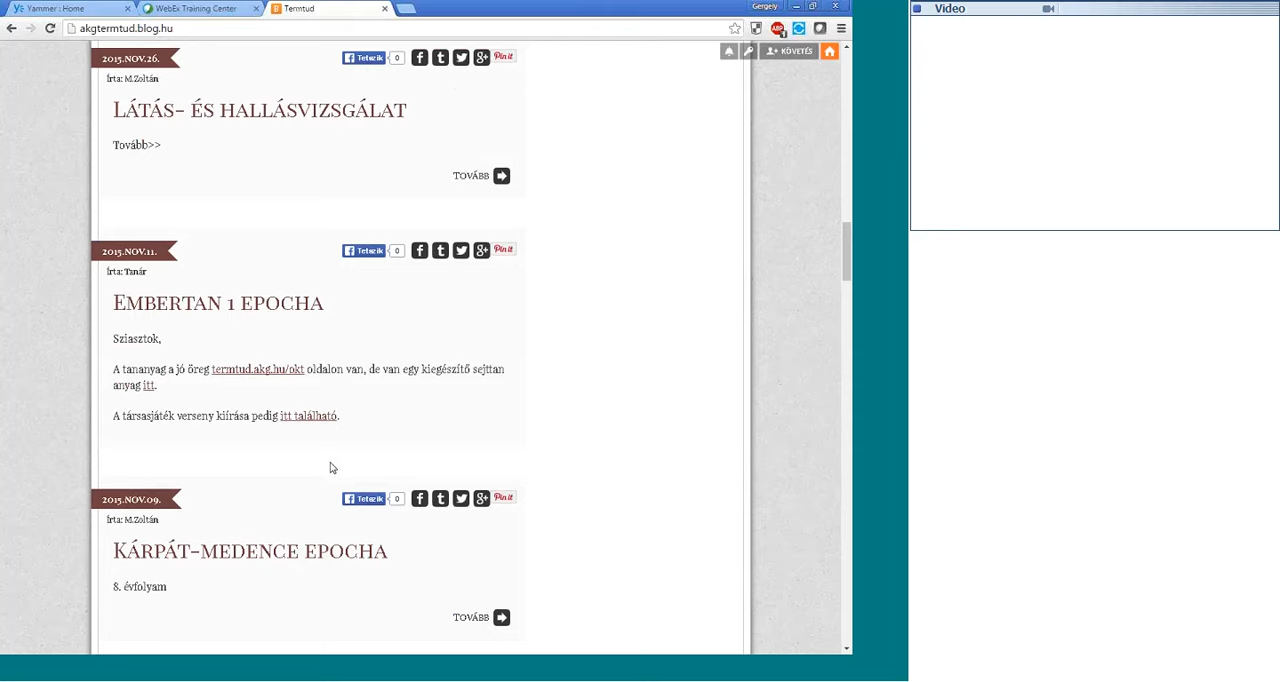 Yammer : Home
WebEx Training Center
Termtud
Gergely
Video
akgtermtud.blog.hu
KÖVETÉS
2015.NOV.26.
Tetszik 0
Pin it
Írta: M.Zoltán
LÁTÁS- ÉS HALLÁSVIZSGÁLAT
Tovább>>
TOVÁBB
2015.NOV.11.
Tetszik 0
Pin it
Írta: Tanár
EMBERTAN 1 EPOCHA
Sziasztok,
A tananyag a jó öreg termtud.akg.hu/okt oldalon van, de van egy kiegészítő sejttan
anyag itt.
A társasjáték verseny kiírása pedig itt található.
2015.NOV.09.
Tetszik 0
Pin it
Írta: M.Zoltán
KÁRPÁT-MEDENCE EPOCHA
8. évfolyam
TOVÁBB